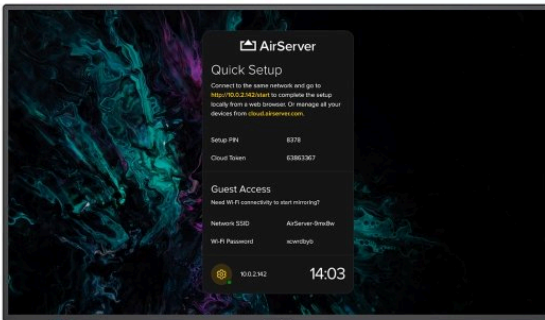 AirServer
Quick Setup
Connect to the same network and go to
http://10.0.2.142/start to complete the setup
locally from a web browser. Or manage all your
devices from cloud.airserver.com.
Setup PIN 8378
Cloud Token 63863367
Guest Access
Need Wi-Fi connectivity to start mirroring?
Network SSID
Wi-Fi Password
10.0.2.142 14:03